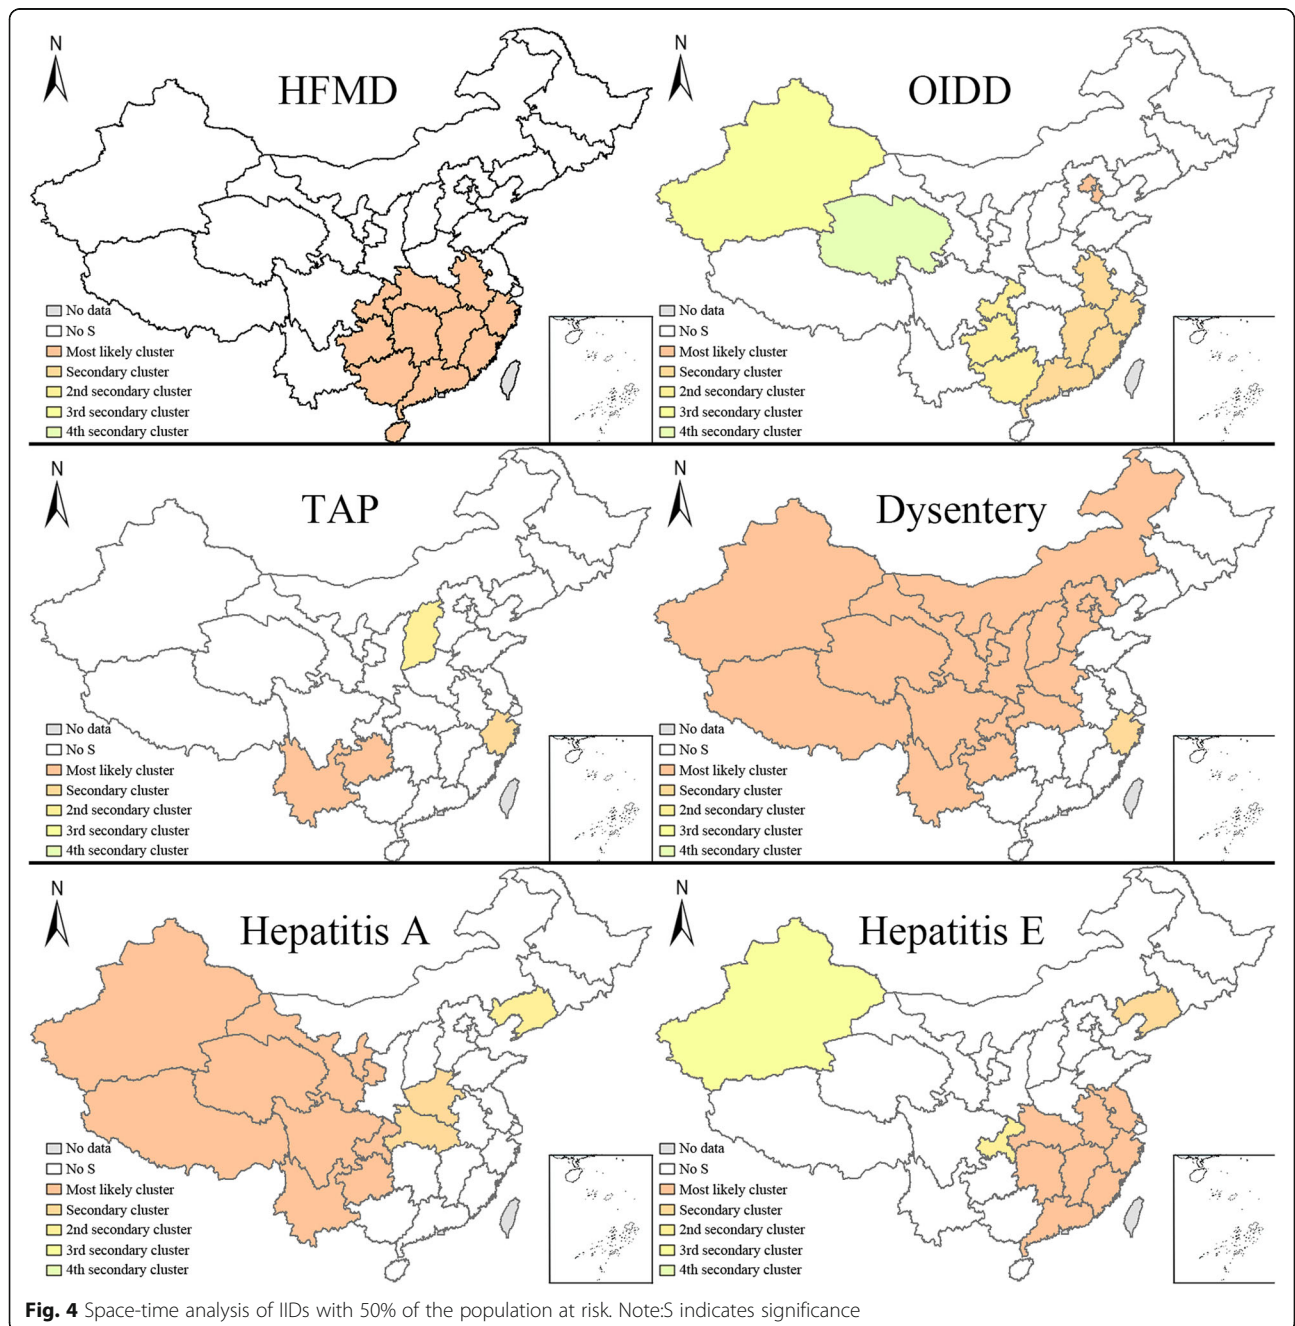 N
HFMD
No data
No S
Most likely cluster
Secondary cluster
2nd secondary cluster
3rd secondary cluster
4th secondary cluster
N
OIDD
No data
No S
Most likely cluster
Secondary cluster
2nd secondary cluster
3rd secondary cluster
4th secondary cluster
N
TAP
No data
No S
Most likely cluster
Secondary cluster
2nd secondary cluster
3rd secondary cluster
4th secondary cluster
N
Dysentery
No data
No S
Most likely cluster
Secondary cluster
2nd secondary cluster
3rd secondary cluster
4th secondary cluster
N
Hepatitis A
No data
No S
Most likely cluster
Secondary cluster
2nd secondary cluster
3rd secondary cluster
4th secondary cluster
N
Hepatitis E
No data
No S
Most likely cluster
Secondary cluster
2nd secondary cluster
3rd secondary cluster
4th secondary cluster
Fig. 4 Space-time analysis of IIDs with 50% of the population at risk. Note:S indicates significance